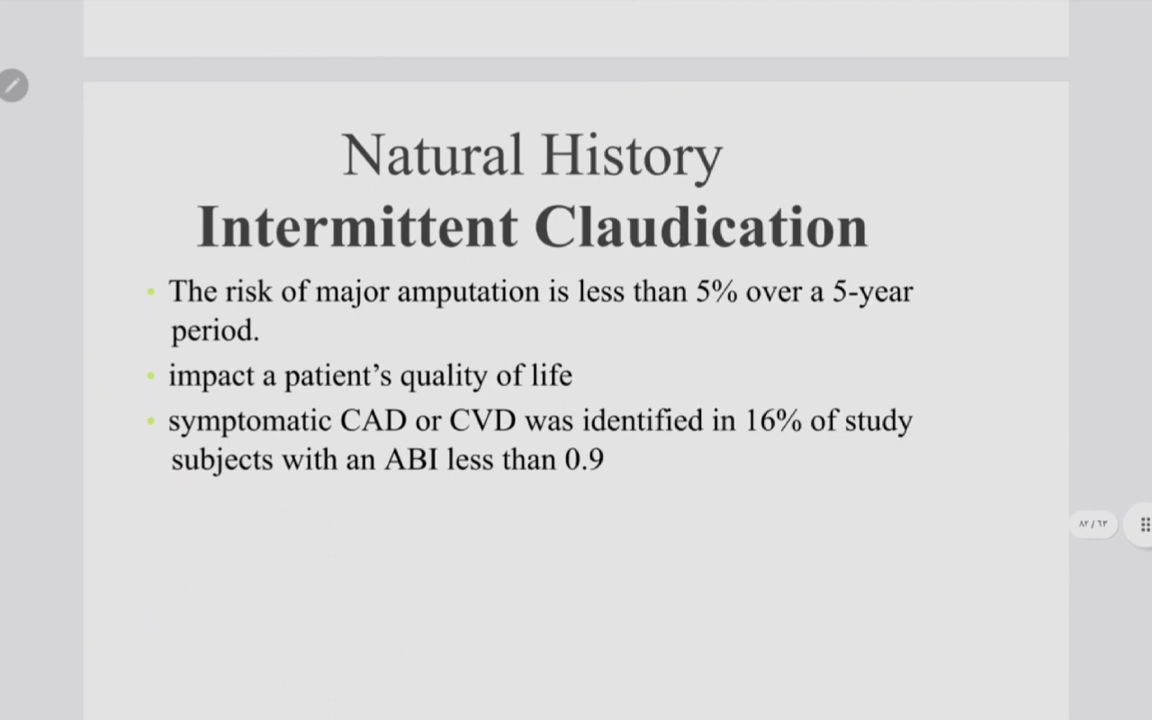 Natural History
Intermittent Claudication
• The risk of major amputation is less than 5% over a 5-year
period.
• impact a patient’s quality of life
• symptomatic CAD or CVD was identified in 16% of study
subjects with an ABI less than 0.9
٨٢ / ٦٣